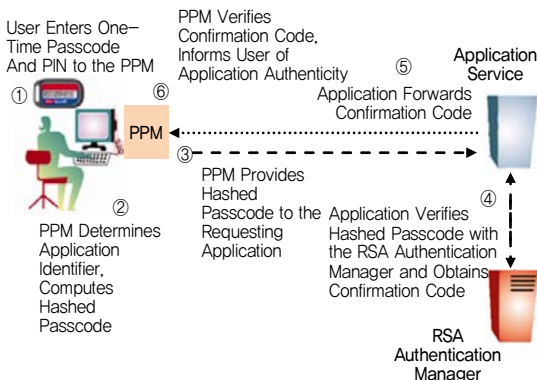 User Enters One-
Time Passcode
And PIN to the PPM
①
PPM Verifies
Confirmation Code,
Informs User of
Application Authenticity
⑥
PPM
⑤
Application Forwards
Confirmation Code
Application
Service
②
PPM Determines
Application
Identifier,
Computes
Hashed
Passcode
③
PPM Provides
Hashed
Passcode to the
Requesting
Application
④
Application Verifies
Hashed Passcode with
the RSA Authentication
Manager and Obtains
Confirmation Code
RSA
Authentication
Manager